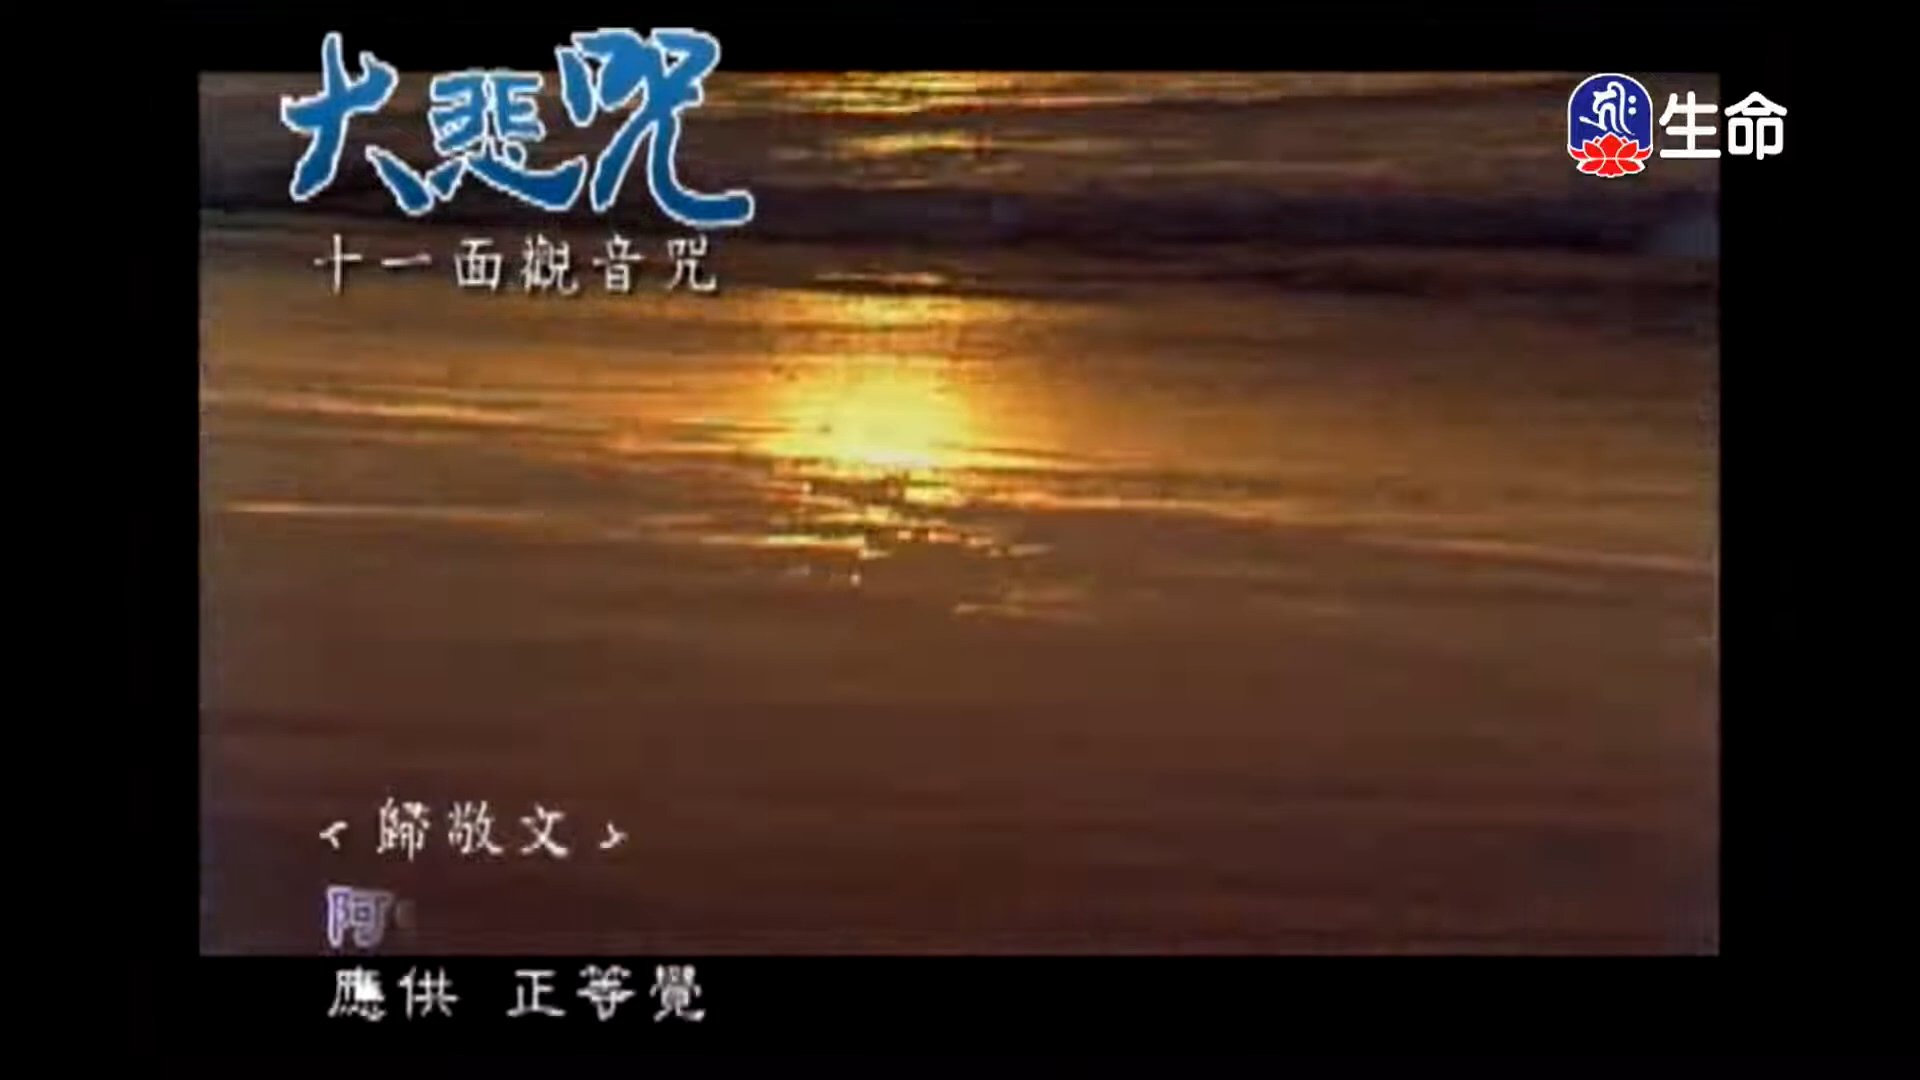 大悲咒
生命
十一面觀音咒
<歸敬文>
阿
應供 正等覺